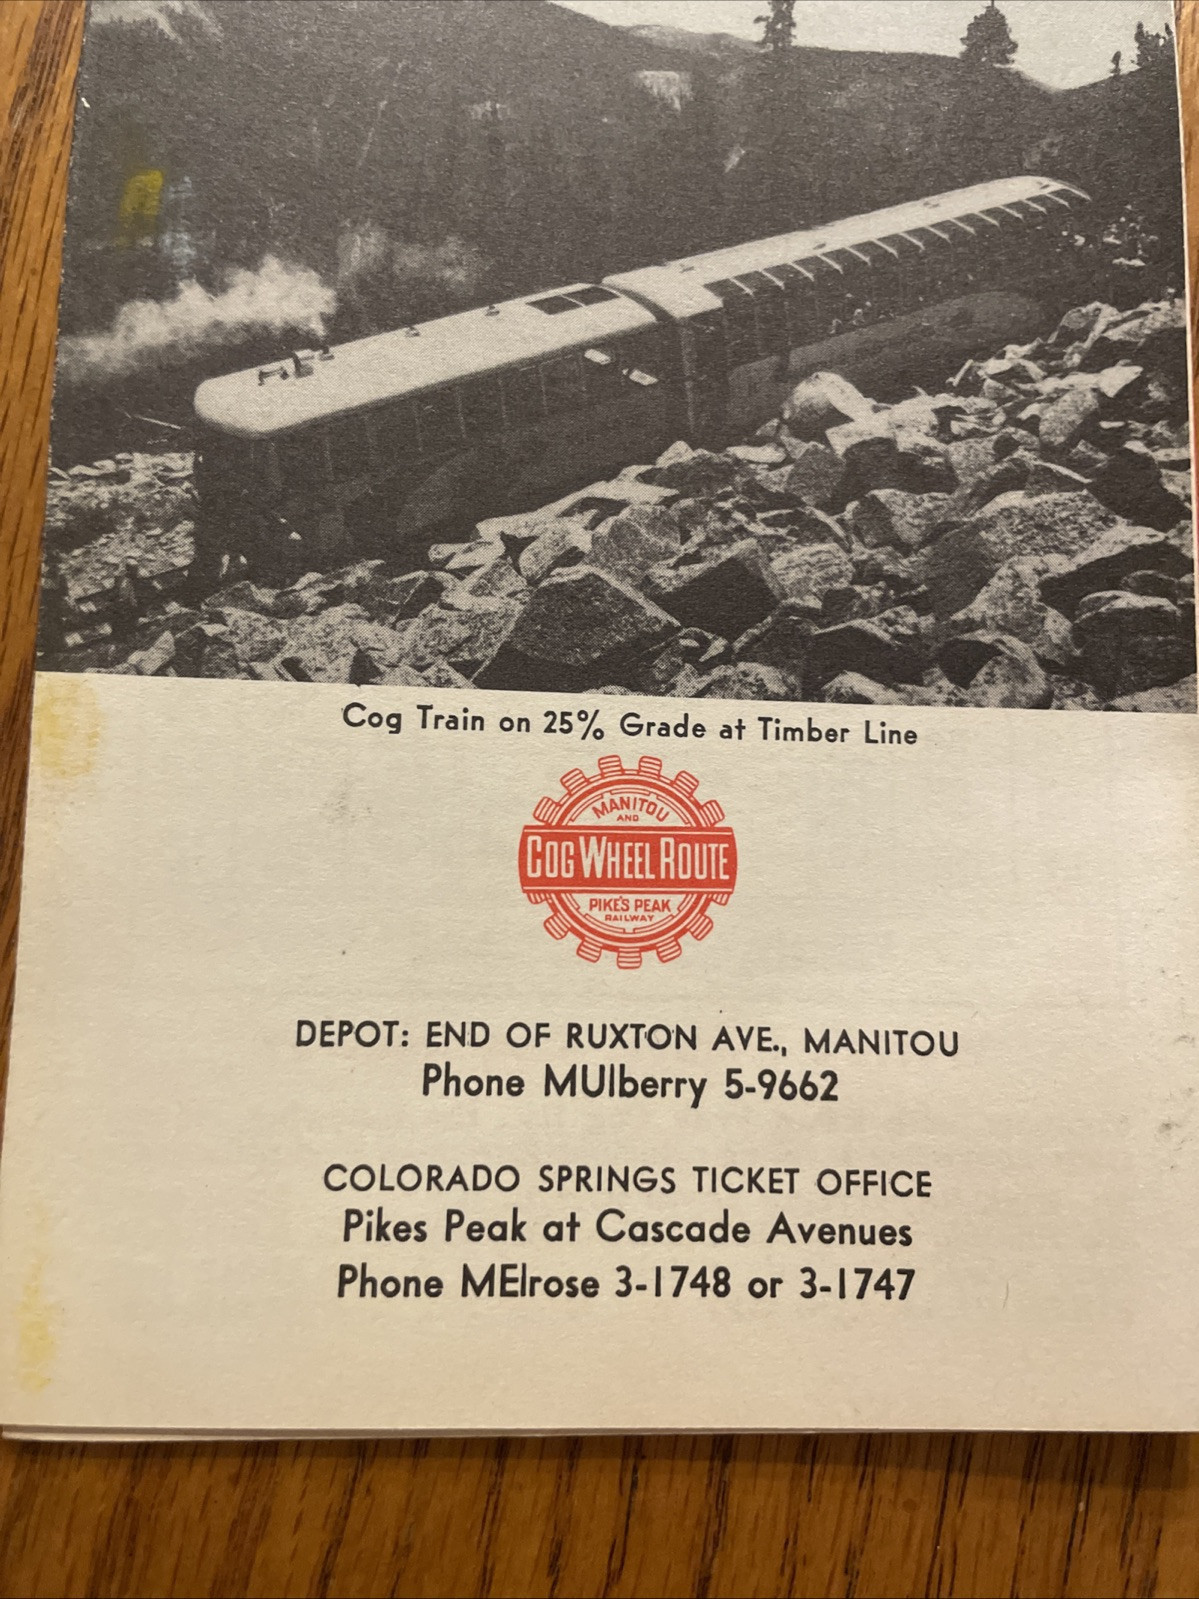 Cog Train on 25% Grade at Timber Line
MANITOU
AND
COG WHEEL ROUTE
PIKE'S PEAK
RAILWAY
DEPOT: END OF RUXTON AVE., MANITOU
Phone MUlberry 5-9662
COLORADO SPRINGS TICKET OFFICE
Pikes Peak at Cascade Avenues
Phone MElrose 3-1748 or 3-1747